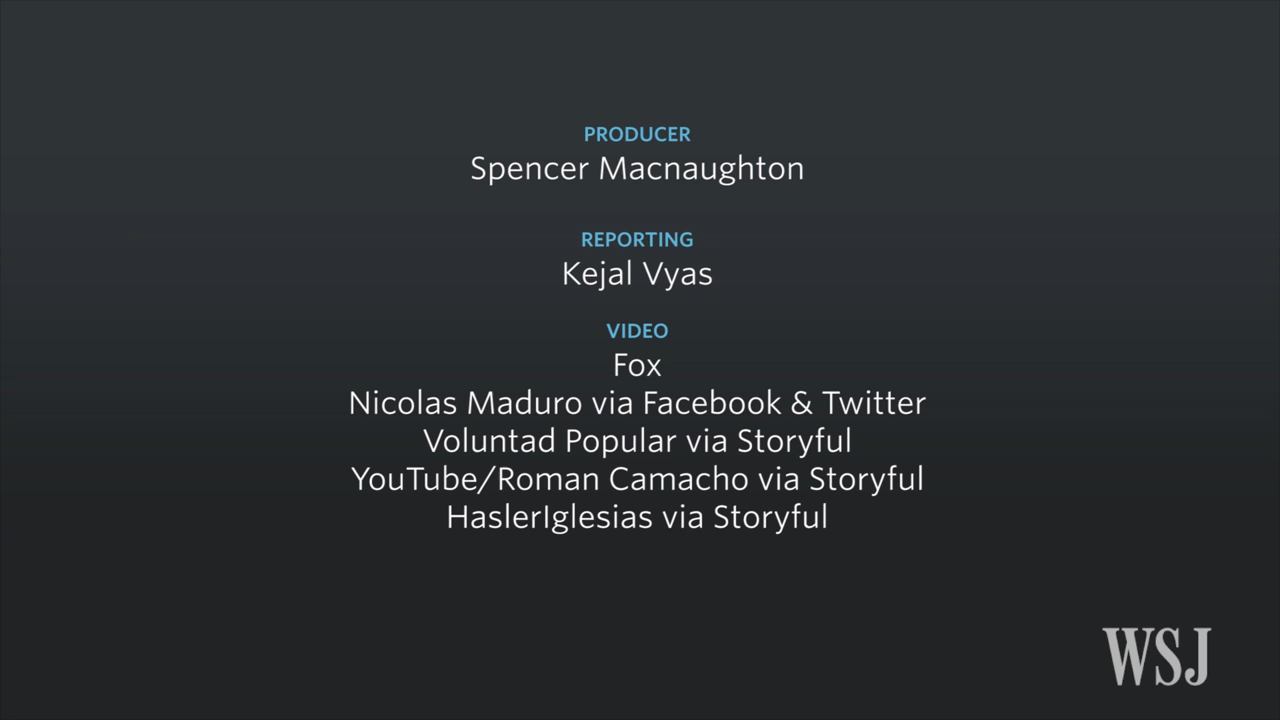 PRODUCER
Spencer Macnaughton
REPORTING
Kejal Vyas
VIDEO
Fox
Nicolas Maduro via Facebook & Twitter
Voluntad Popular via Storyful
YouTube/Roman Camacho via Storyful
HaslerIglesias via Storyful
WSJ